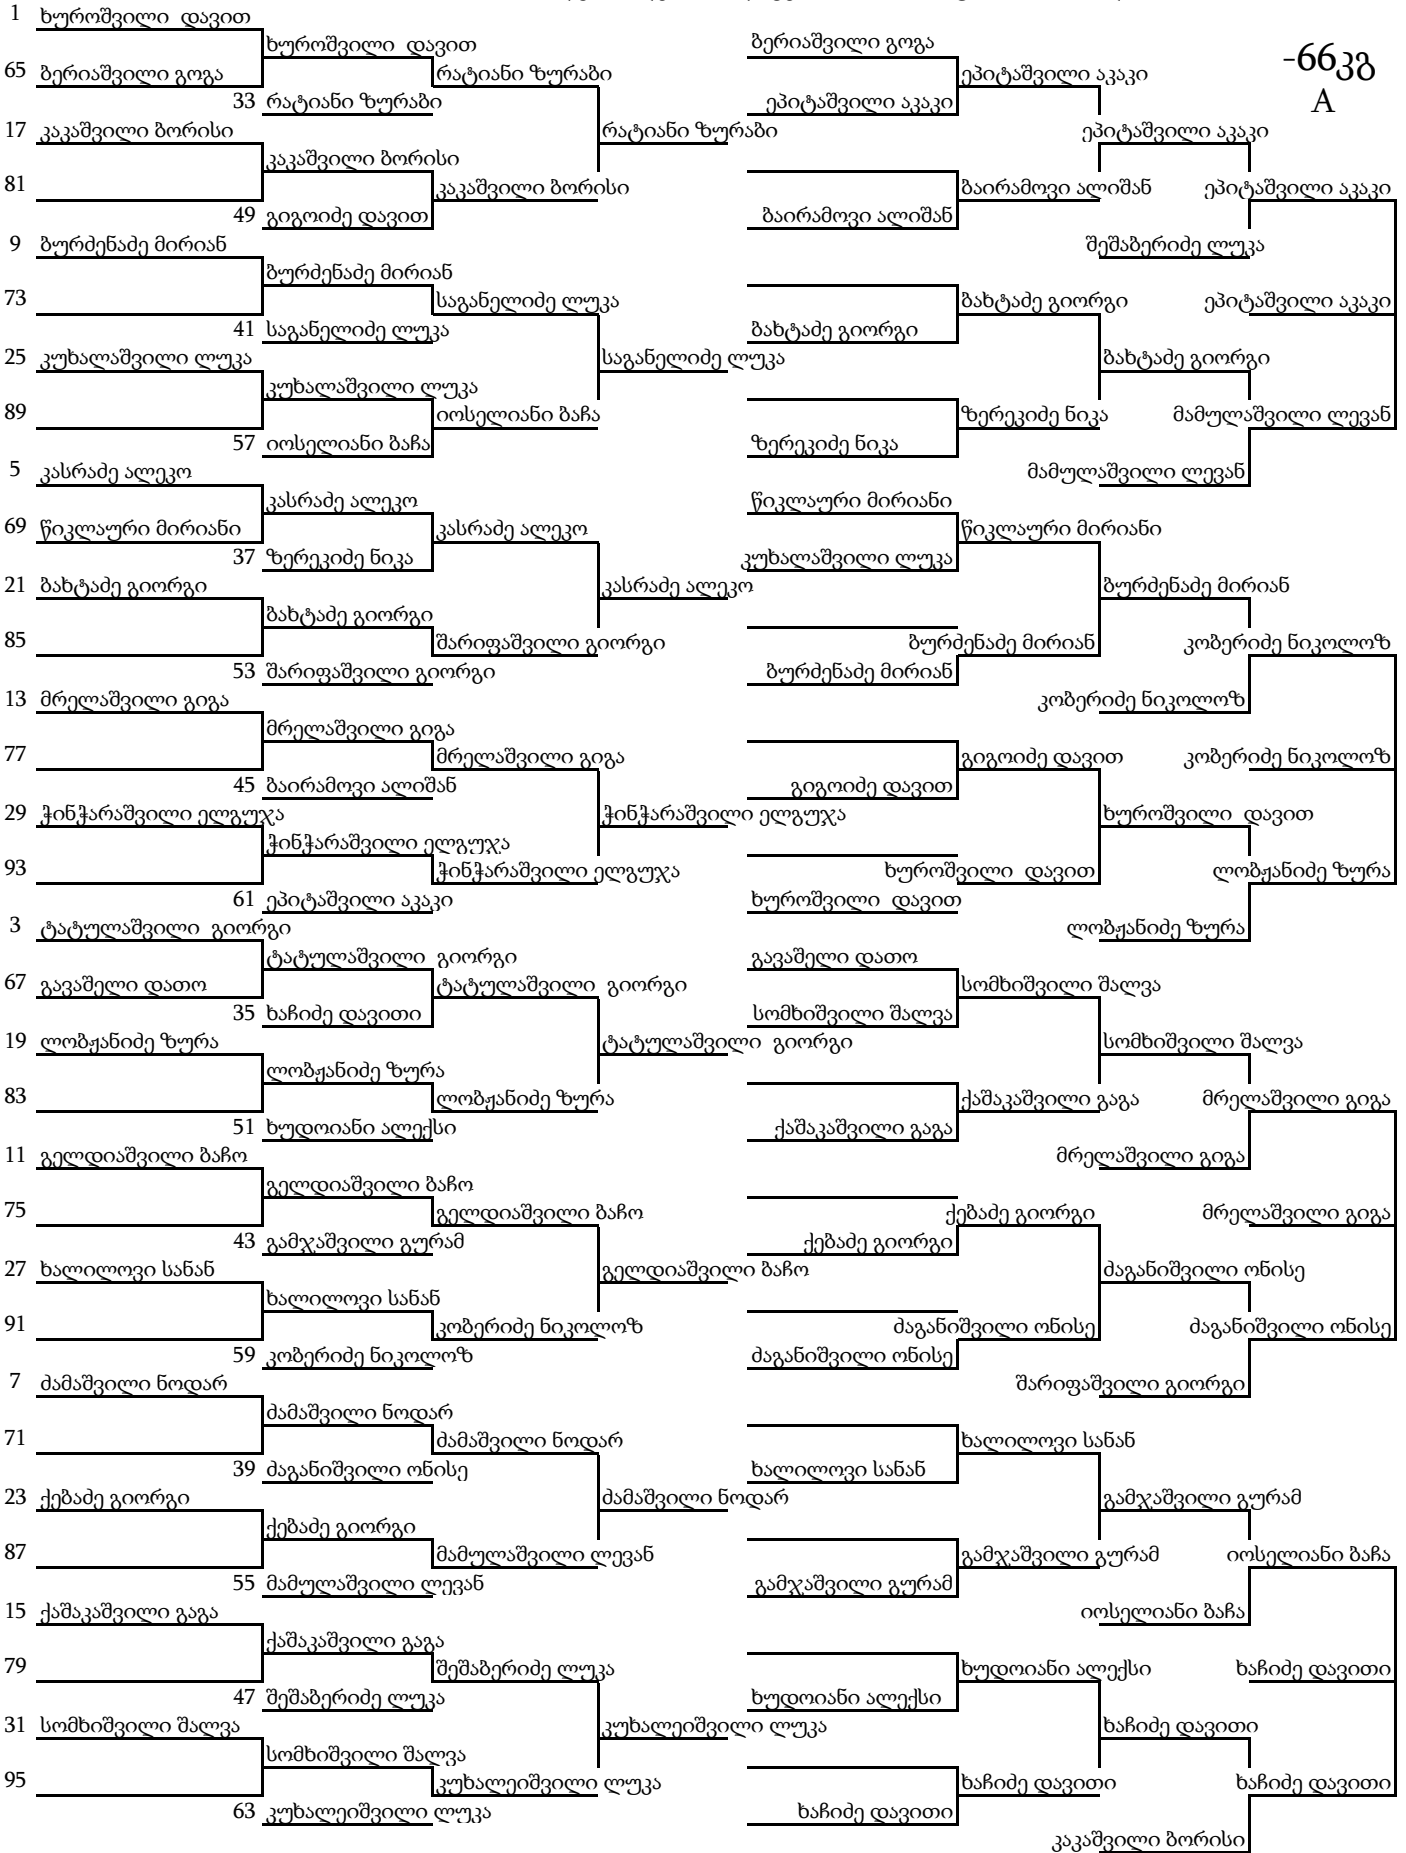 1 ხუროშვილი დავით
ხუროშვილი დავით
ბერიაშვილი გოგა
-66კგ
65 ბერიაშვილი გოგა
რატიანი ზურაბი
ეპიტაშვილი აკაკი
33 რატიანი ზურაბი
ეპიტაშვილი აკაკი
A
17 კაკაშვილი ბორისი
რატიანი ზურაბი
ეპიტაშვილი აკაკი
კაკაშვილი ბორისი
81
კაკაშვილი ბორისი
ბაირამოვი ალიშან
ეპიტაშვილი აკაკი
49 გიგოიძე დავით
ბაირამოვი ალიშან
9 ბურძენაძე მირიან
შეშაბერიძე ლუკა
ბურძენაძე მირიან
73
საგანელიძე ლუკა
ბახტაძე გიორგი
ეპიტაშვილი აკაკი
41 საგანელიძე ლუკა
ბახტაძე გიორგი
25 კუხალაშვილი ლუკა
საგანელიძე ლუკა
ბახტაძე გიორგი
კუხალაშვილი ლუკა
89
იოსელიანი ბაჩა
ზერეკიძე ნიკა
მამულაშვილი ლევან
57 იოსელიანი ბაჩა
ზერეკიძე ნიკა
5 კასრაძე ალეკო
მამულაშვილი ლევან
კასრაძე ალეკო
წიკლაური მირიანი
69 წიკლაური მირიანი
კასრაძე ალეკო
წიკლაური მირიანი
37 ზერეკიძე ნიკა
კუხალაშვილი ლუკა
21 ბახტაძე გიორგი
კასრაძე ალეკო
ბურძენაძე მირიან
ბახტაძე გიორგი
85
შარიფაშვილი გიორგი
ბურძენაძე მირიან
კობერიძე ნიკოლოზ
53 შარიფაშვილი გიორგი
ბურძენაძე მირიან
13 მრელაშვილი გიგა
კობერიძე ნიკოლოზ
მრელაშვილი გიგა
77
მრელაშვილი გიგა
გიგოიძე დავით
კობერიძე ნიკოლოზ
45 ბაირამოვი ალიშან
გიგოიძე დავით
29 ჭინჭარაშვილი ელგუჯა
ჭინჭარაშვილი ელგუჯა
ხუროშვილი დავით
ჭინჭარაშვილი ელგუჯა
93
ჭინჭარაშვილი ელგუჯა
ხუროშვილი დავით
ლობჟანიძე ზურა
61 ეპიტაშვილი აკაკი
ხუროშვილი დავით
3 ტატულაშვილი გიორგი
ლობჟანიძე ზურა
ტატულაშვილი გიორგი
გავაშელი დათო
67 გავაშელი დათო
ტატულაშვილი გიორგი
სომხიშვილი შალვა
35 ხაჩიძე დავითი
სომხიშვილი შალვა
19 ლობჟანიძე ზურა
ტატულაშვილი გიორგი
სომხიშვილი შალვა
ლობჟანიძე ზურა
83
ლობჟანიძე ზურა
ქაშაკაშვილი გაგა
მრელაშვილი გიგა
51 ხუდოიანი ალექსი
ქაშაკაშვილი გაგა
11 გელდიაშვილი ბაჩო
მრელაშვილი გიგა
გელდიაშვილი ბაჩო
75
გელდიაშვილი ბაჩო
ქებაძე გიორგი
მრელაშვილი გიგა
43 გამჯაშვილი გურამ
ქებაძე გიორგი
27 ხალილოვი სანან
გელდიაშვილი ბაჩო
ძაგანიშვილი ონისე
ხალილოვი სანან
91
კობერიძე ნიკოლოზ
ძაგანიშვილი ონისე
ძაგანიშვილი ონისე
59 კობერიძე ნიკოლოზ
ძაგანიშვილი ონისე
7 ძამაშვილი ნოდარ
შარიფაშვილი გიორგი
ძამაშვილი ნოდარ
71
ძამაშვილი ნოდარ
ხალილოვი სანან
39 ძაგანიშვილი ონისე
ხალილოვი სანან
23 ქებაძე გიორგი
ძამაშვილი ნოდარ
გამჯაშვილი გურამ
ქებაძე გიორგი
87
მამულაშვილი ლევან
გამჯაშვილი გურამ
იოსელიანი ბაჩა
55 მამულაშვილი ლევან
გამჯაშვილი გურამ
15 ქაშაკაშვილი გაგა
იოსელიანი ბაჩა
ქაშაკაშვილი გაგა
79
შეშაბერიძე ლუკა
ხუდოიანი ალექსი
ხაჩიძე დავითი
47 შეშაბერიძე ლუკა
ხუდოიანი ალექსი
31 სომხიშვილი შალვა
კუხალეიშვილი ლუკა
ხაჩიძე დავითი
სომხიშვილი შალვა
95
კუხალეიშვილი ლუკა
ხაჩიძე დავითი
ხაჩიძე დავითი
63 კუხალეიშვილი ლუკა
ხაჩიძე დავითი
კაკაშვილი ბორისი